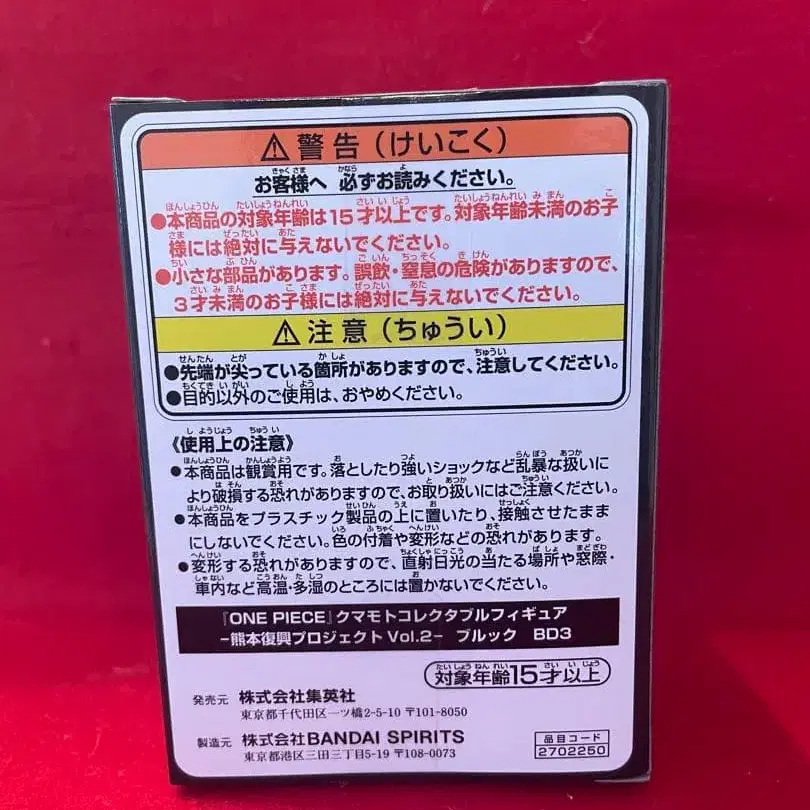 ⚠警告(けいこく)
お客様へ 必ずお読みください。
●本商品の対象年齢は15才以上です。対象年齢未満のお子
様には絶対に与えないでください。
●小さな部品があります。誤飲・窒息の危険がありますので、
3才未満のお子様には絶対に与えないでください。
⚠注意(ちゅうい)
●先端が尖っている箇所がありますので、注意してください。
●目的以外のご使用は、おやめください。
《使用上の注意》
●本商品は観賞用です。落としたり強いショックなど乱暴な扱いに
より破損する恐れがありますので、お取り扱いにはご注意ください。
●本商品をプラスチック製品の上に置いたり、接触させたまま
にしないでください。色の付着や変形などの恐れがあります。
●変形する恐れがありますので、直射日光の当たる場所や窓際・
車内など高温・多湿のところには置かないでください。
『ONE PIECE』クマモトコレクタブルフィギュア
-熊本復興プロジェクト Vol.2- ブルック BD3
対象年齢15才以上
発売元 株式会社集英社
東京都千代田区一ツ橋2-5-10 〒101-8050
製造元 株式会社BANDAI SPIRITS
東京都港区三田三丁目5-19 〒108-0073
品目コード
2702250